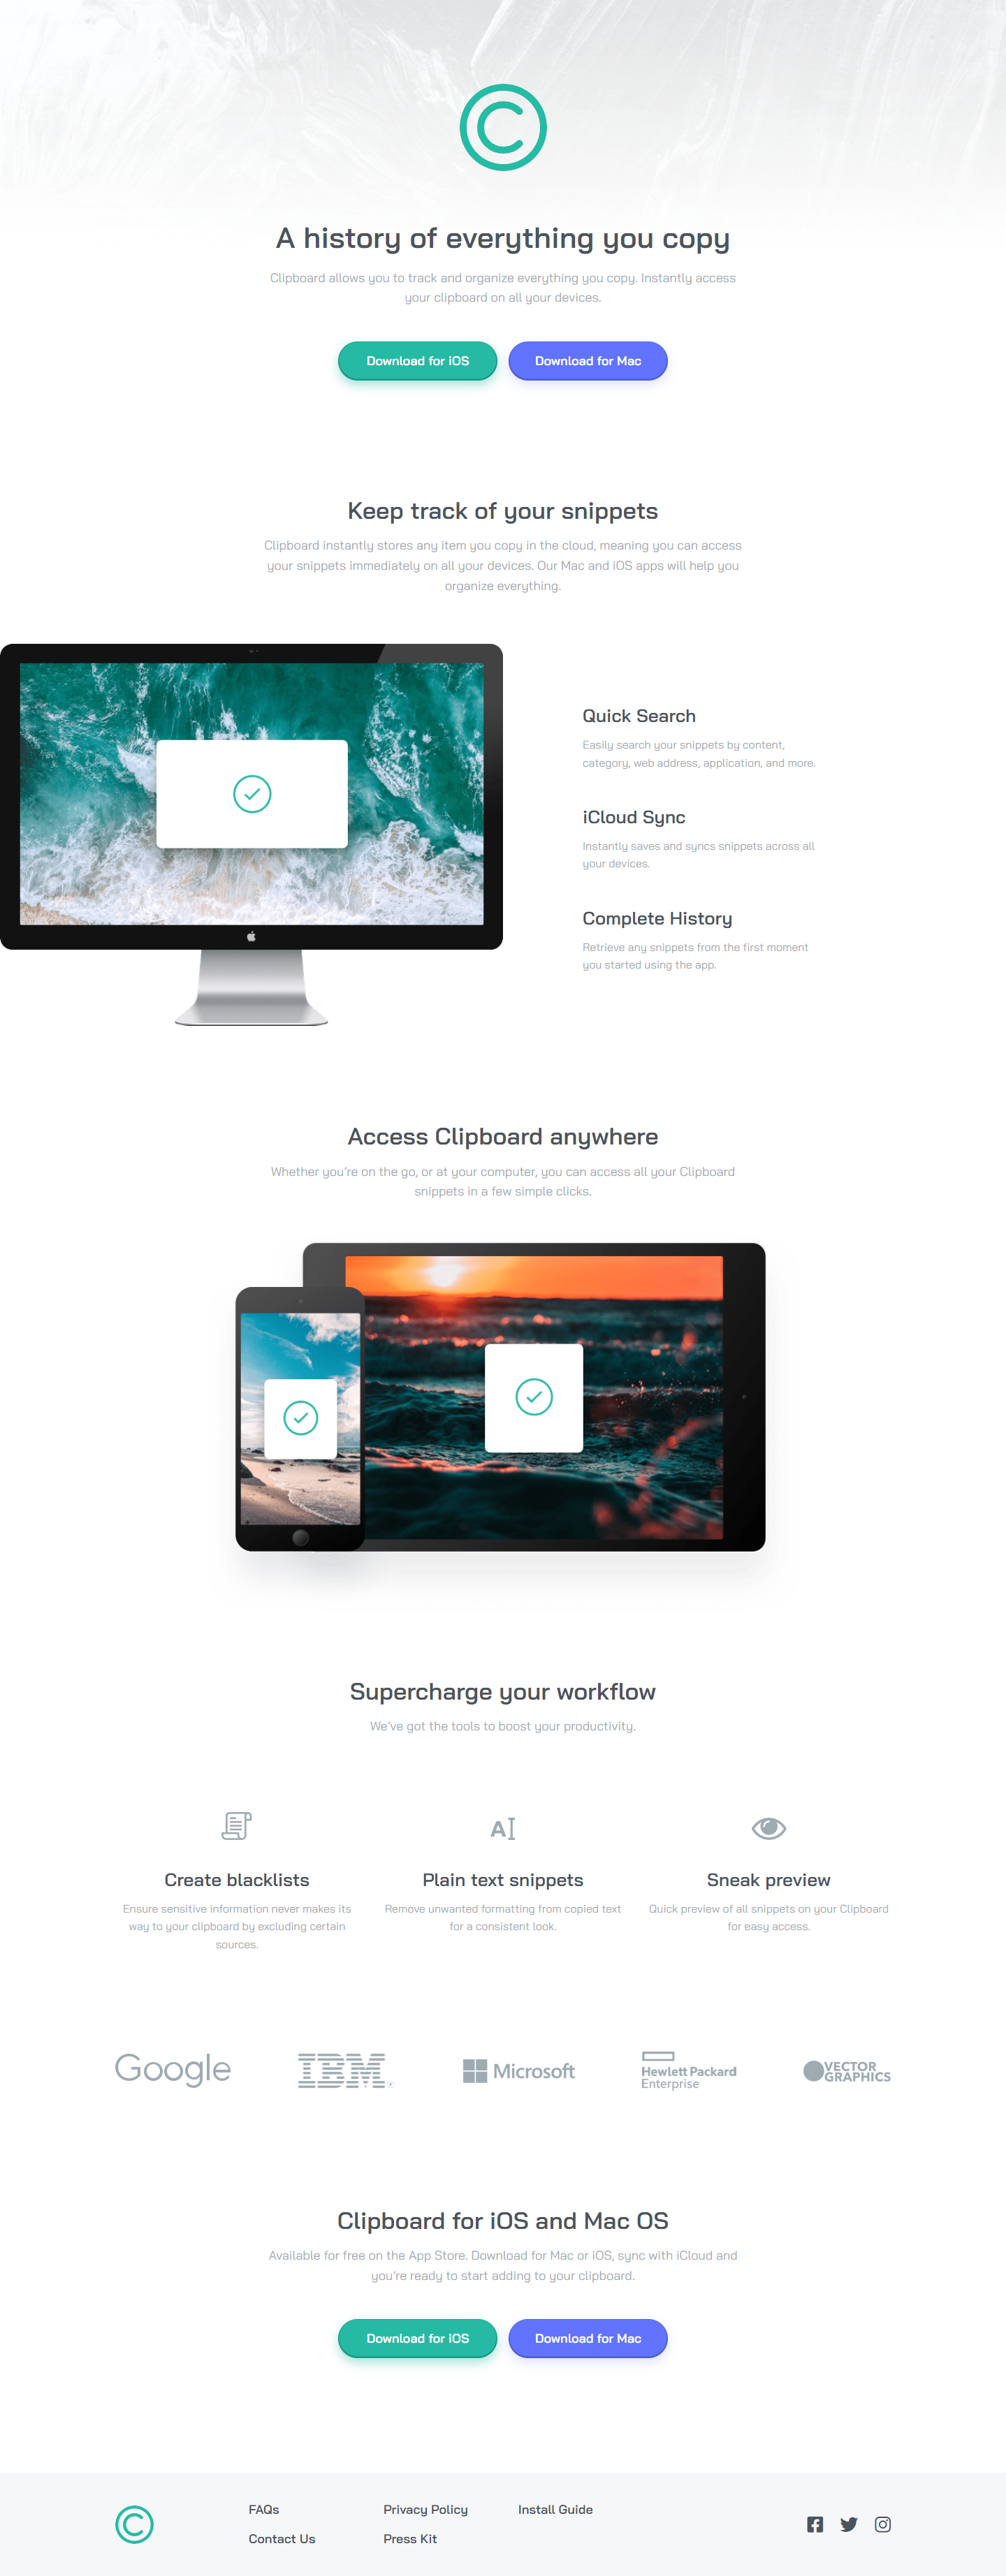 A history of everything you copy
Clipboard allows you to track and organize everything you copy. Instantly access
your clipboard on all your devices.
Download for iOS
Download for Mac
Keep track of your snippets
Clipboard instantly stores any item you copy in the cloud, meaning you can access
your snippets immediately on all your devices. Our Mac and iOS apps will help you
organize everything.
Quick Search
Easily search your snippets by content,
category, web address, application, and more.
iCloud Sync
Instantly saves and syncs snippets across all
your devices.
Complete History
Retrieve any snippets from the first moment
you started using the app.
Access Clipboard anywhere
Whether you’re on the go, or at your computer, you can access all your Clipboard
snippets in a few simple clicks.
Supercharge your workflow
We’ve got the tools to boost your productivity.
Create blacklists
Ensure sensitive information never makes its
way to your clipboard by excluding certain
sources.
Plain text snippets
Remove unwanted formatting from copied text
for a consistent look.
Sneak preview
Quick preview of all snippets on your Clipboard
for easy access.
Google
IBM
Microsoft
Hewlett Packard
Enterprise
VECTOR
GRAPHICS
Clipboard for iOS and Mac OS
Available for free on the App Store. Download for Mac or iOS, sync with iCloud and
you’re ready to start adding to your clipboard.
Download for iOS
Download for Mac
FAQs
Privacy Policy
Install Guide
Contact Us
Press Kit